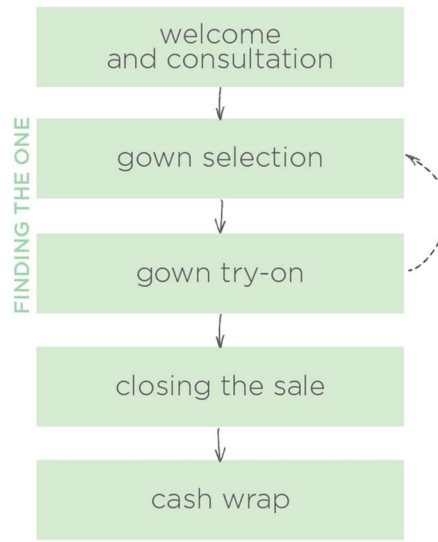 welcome
and consultation
FINDING THE ONE
gown selection
gown try-on
closing the sale
cash wrap